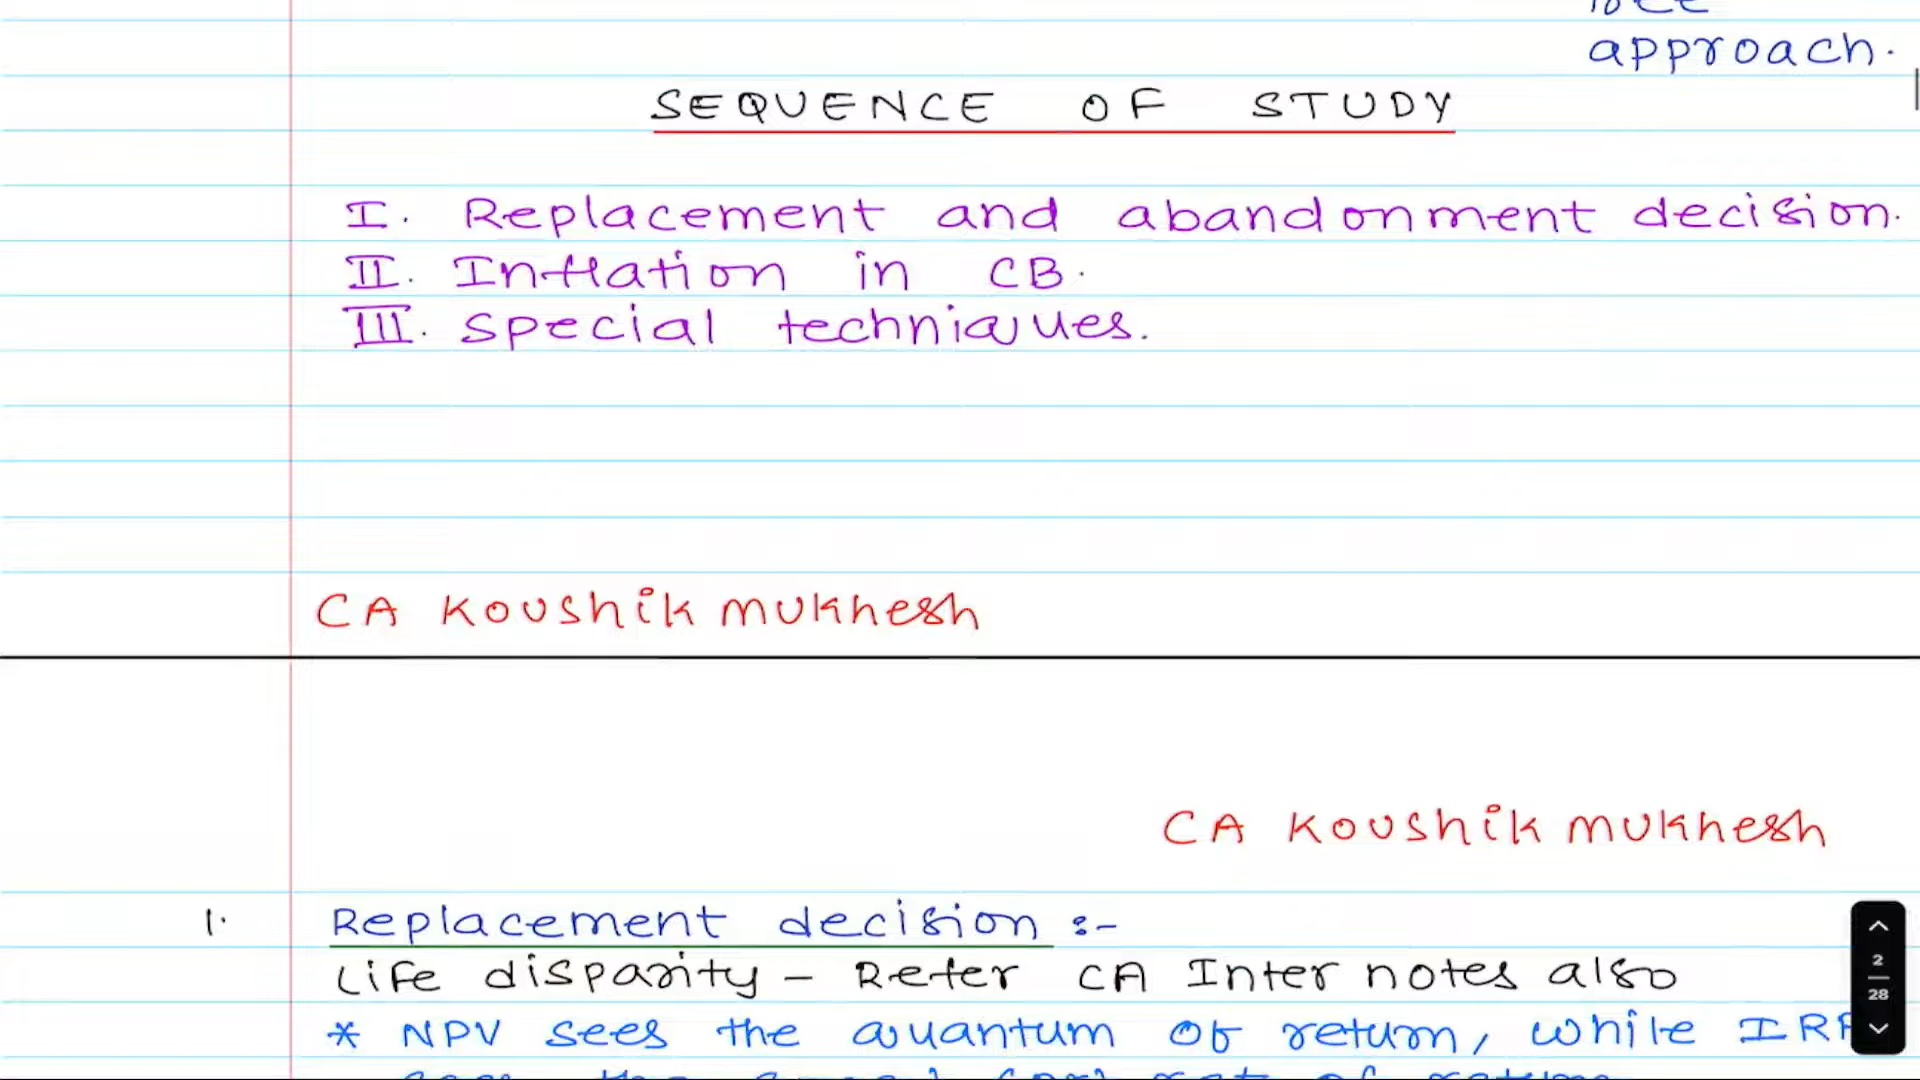 approach.
SEQUENCE OF STUDY
I. Replacement and abandonment decision.
II. Inflation in CB.
III. Special techniques.
CA Koushik Mukhesh
CA Koushik Mukhesh
1. Replacement decision :-
Life disparity - Refer CA Inter notes also
* NPV sees the quantum of return, while IRR
2
28